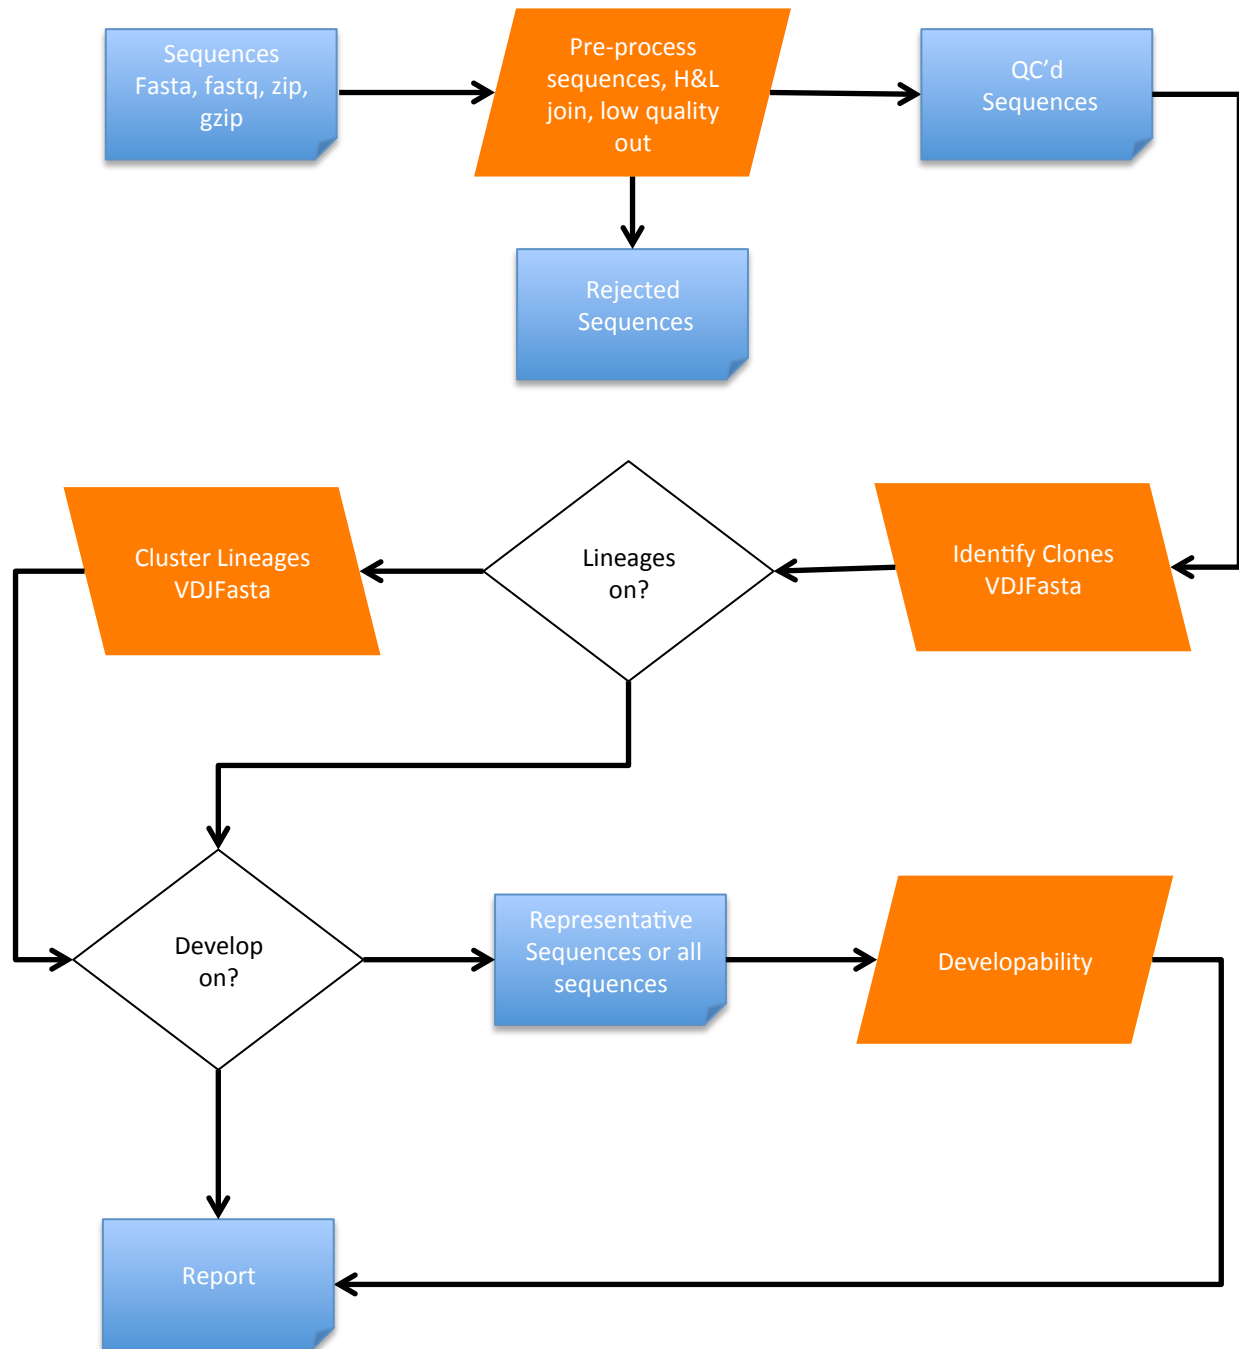 Sequences
Fasta, fastq, zip,
gzip
Pre-process
sequences, H&L
join, low quality
out
QC’d
Sequences
Rejected
Sequences
Cluster Lineages
VDJFasta
Lineages
on?
Identify Clones
VDJFasta
Develop
on?
Representative
Sequences or all
sequences
Developability
Report